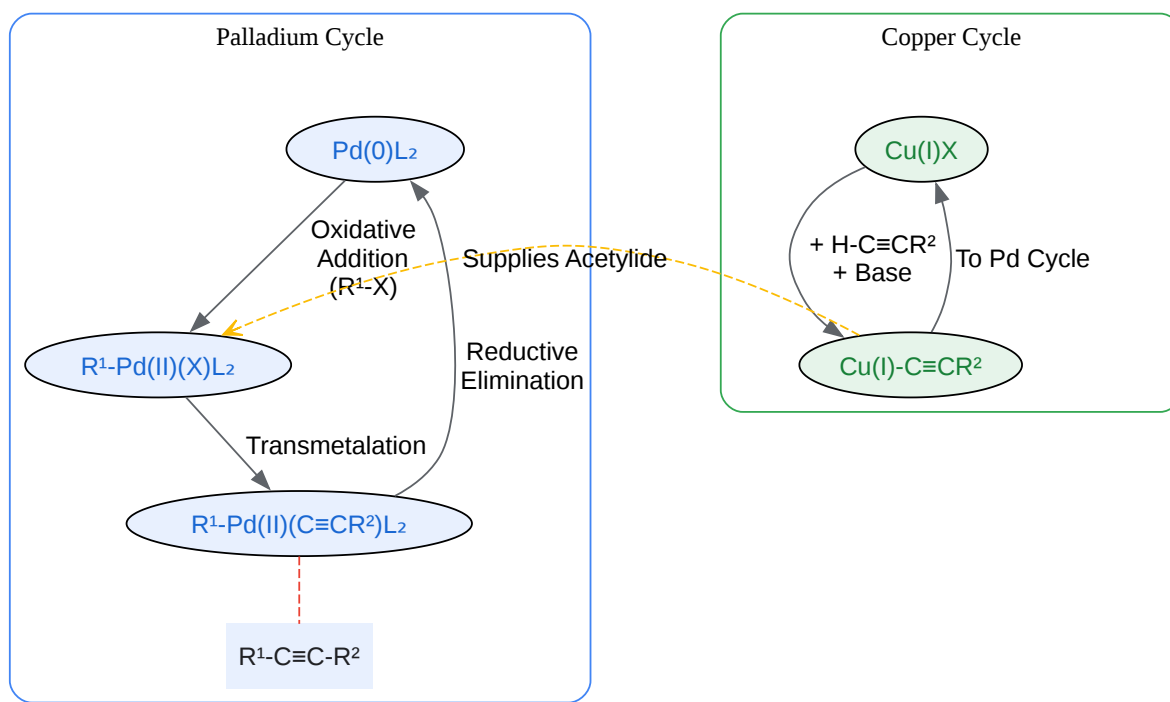 Palladium Cycle
Pd(0)L₂
Oxidative
Addition
(R¹-X)
R¹-Pd(II)(X)L₂
Reductive
Elimination
Transmetalation
R¹-Pd(II)(C≡CR²)L₂
R¹-C≡C-R²
Supplies Acetylide
Copper Cycle
Cu(I)X
+ H-C≡CR²
+ Base
To Pd Cycle
Cu(I)-C≡CR²